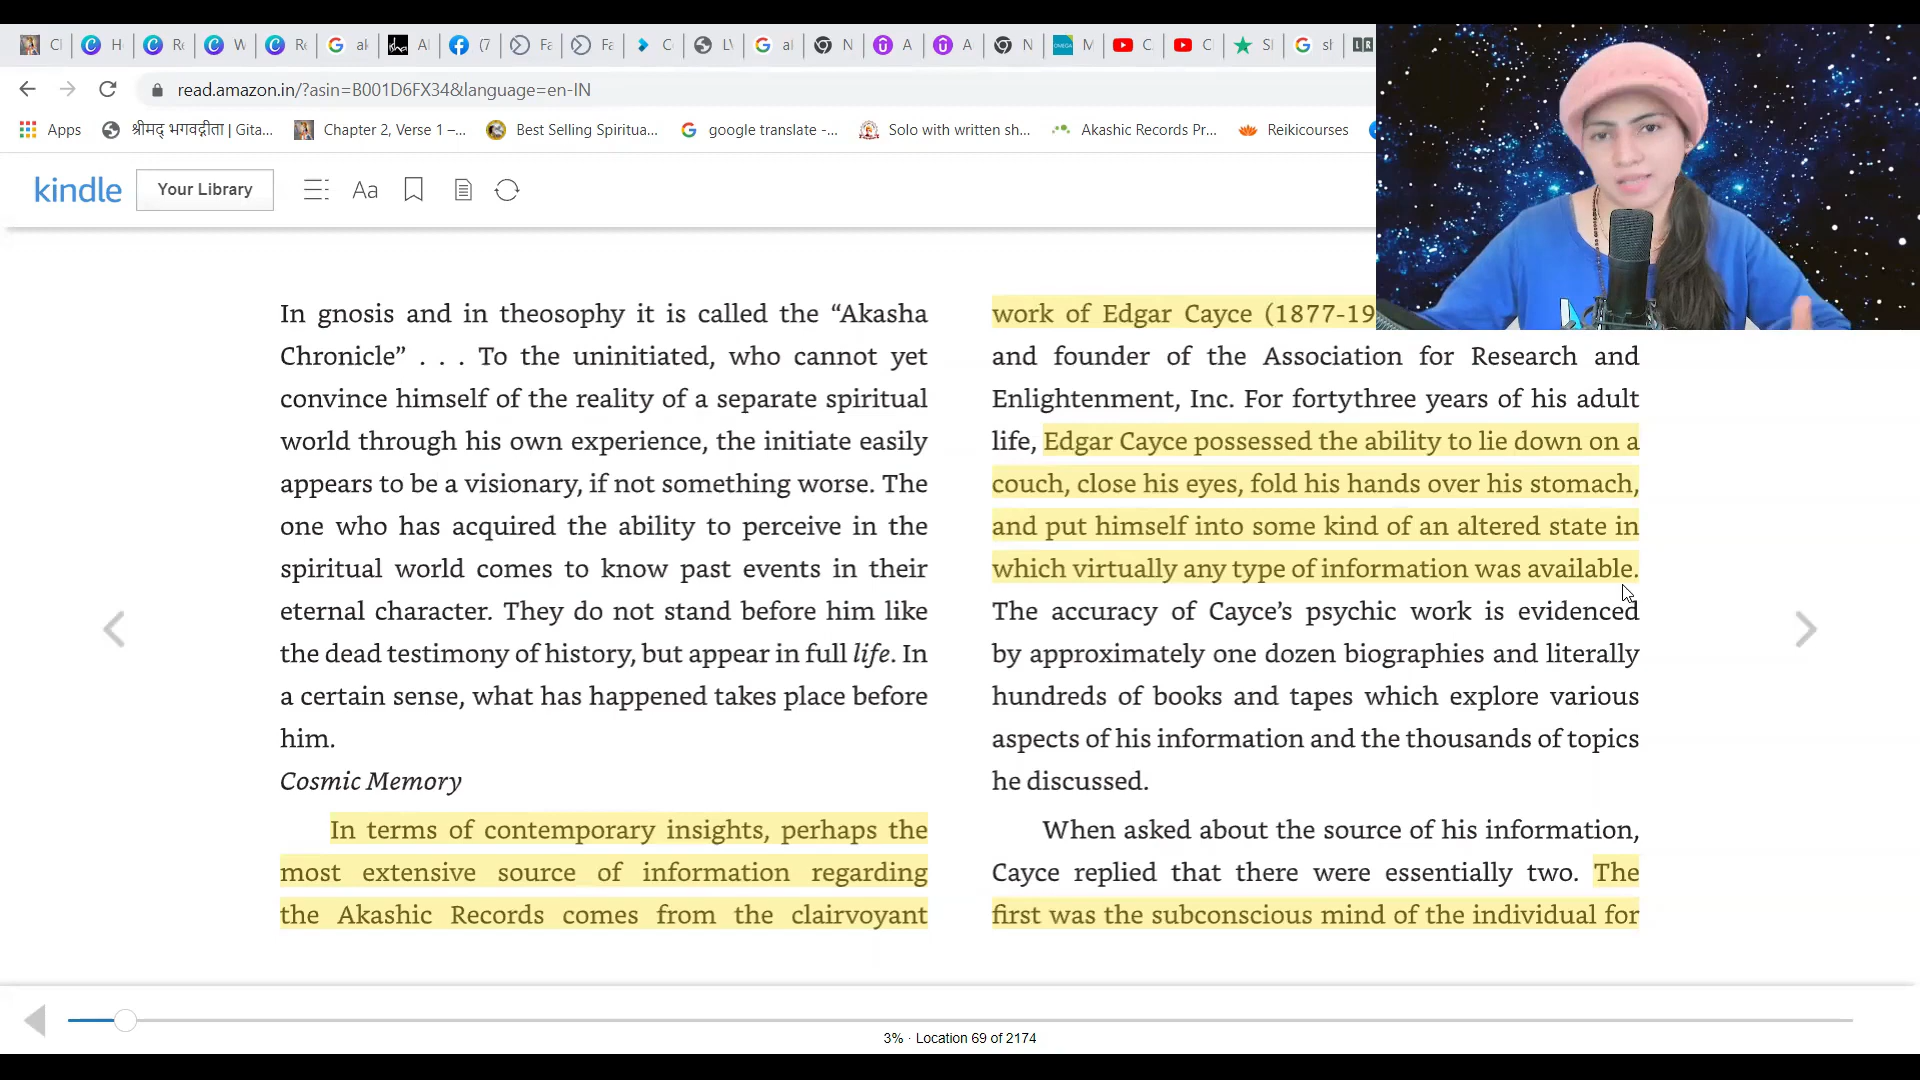 read.amazon.in/?asin=B001D6FX34&language=en-IN
Apps
श्रीमद् भगवद्गीता | Gita...
Chapter 2, Verse 1 –...
Best Selling Spiritua...
google translate -...
Solo with written sh...
Akashic Records Pr...
Reikicourses
kindle
Your Library
Aa
In gnosis and in theosophy it is called the “Akasha
Chronicle” . . . To the uninitiated, who cannot yet
convince himself of the reality of a separate spiritual
world through his own experience, the initiate easily
appears to be a visionary, if not something worse. The
one who has acquired the ability to perceive in the
spiritual world comes to know past events in their
eternal character. They do not stand before him like
the dead testimony of history, but appear in full life. In
a certain sense, what has happened takes place before
him.
Cosmic Memory
In terms of contemporary insights, perhaps the
most extensive source of information regarding
the Akashic Records comes from the clairvoyant
work of Edgar Cayce (1877-19
and founder of the Association for Research and
Enlightenment, Inc. For fortythree years of his adult
life, Edgar Cayce possessed the ability to lie down on a
couch, close his eyes, fold his hands over his stomach,
and put himself into some kind of an altered state in
which virtually any type of information was available.
The accuracy of Cayce’s psychic work is evidenced
by approximately one dozen biographies and literally
hundreds of books and tapes which explore various
aspects of his information and the thousands of topics
he discussed.
When asked about the source of his information,
Cayce replied that there were essentially two. The
first was the subconscious mind of the individual for
3% · Location 69 of 2174